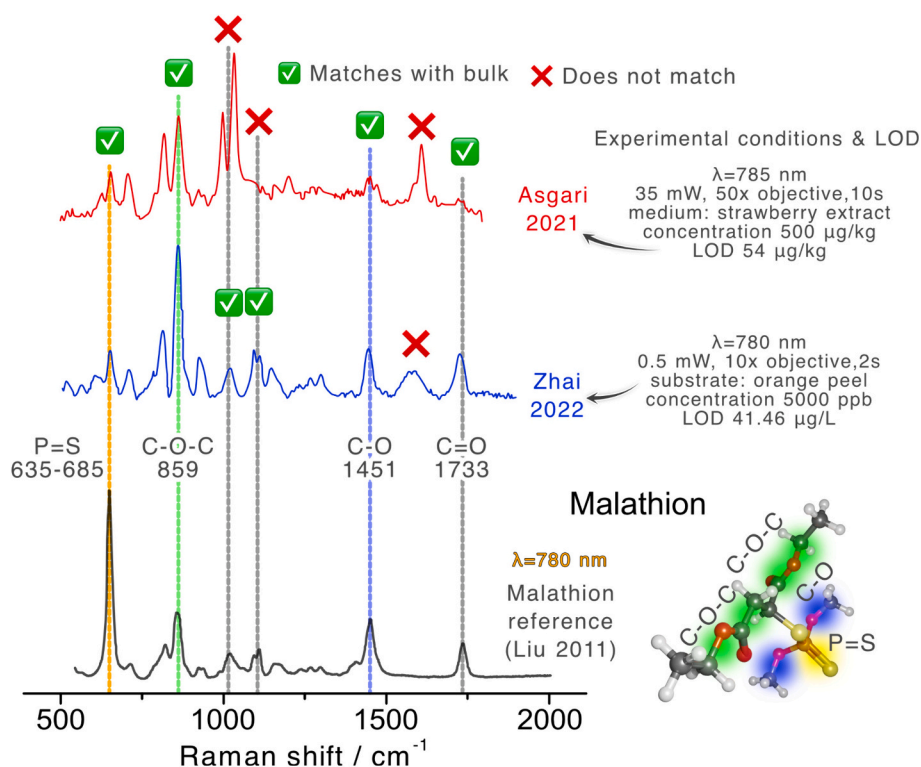 Matches with bulk
Does not match
Experimental conditions & LOD
Asgari
2021
λ=785 nm
35 mW, 50x objective,10s
medium: strawberry extract
concentration 500 µg/kg
LOD 54 µg/kg
Zhai
2022
λ=780 nm
0.5 mW, 10x objective,2s
substrate: orange peel
concentration 5000 ppb
LOD 41.46 µg/L
P=S
635-685
C-O-C
859
C-O
1451
C=O
1733
λ=780 nm
Malathion
reference
(Liu 2011)
Malathion
C-O-C
C-O-C
C-O
P=S
500
1000
1500
2000
Raman shift / cm⁻¹